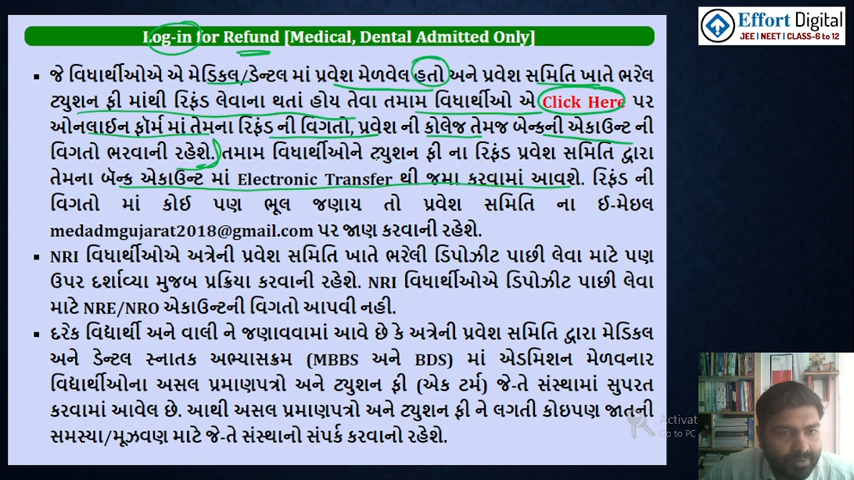 Log-in for Refund [Medical, Dental Admitted Only]
Effort Digital
JEE | NEET | CLASS-6 to 12
▪ જે વિધાર્થીઓએ એ મેડિકલ/ડેન્ટલ માં પ્રવેશ મેળવેલ હતો અને પ્રવેશ સમિતિ ખાતે ભરેલ
ટ્યુશન ફી માંથી રિફંડ લેવાના થતાં હોય તેવા તમામ વિધાર્થીઓ એ Click Here પર
ઓનલાઈન ફૉર્મ માં તેમના રિફંડ ની વિગતો, પ્રવેશ ની કોલેજ તેમજ બેન્કની એકાઉન્ટ ની
વિગતો ભરવાની રહેશે. તમામ વિધાર્થીઓને ટ્યુશન ફી ના રિફંડ પ્રવેશ સમિતિ દ્વારા
તેમના બૅન્ક એકાઉન્ટ માં Electronic Transfer થી જમા કરવામાં આવશે. રિફંડ ની
વિગતો માં કોઈ પણ ભૂલ જણાય તો પ્રવેશ સમિતિ ના ઈ-મેઇલ
medadmgujarat2018@gmail.com પર જાણ કરવાની રહેશે.
▪ NRI વિધાર્થીઓએ અત્રેની પ્રવેશ સમિતિ ખાતે ભરેલી ડિપોઝીટ પાછી લેવા માટે પણ
ઉપર દર્શાવ્યા મુજબ પ્રક્રિયા કરવાની રહેશે. NRI વિધાર્થીઓએ ડિપોઝીટ પાછી લેવા
માટે NRE/NRO એકાઉન્ટની વિગતો આપવી નહી.
▪ દરેક વિદ્યાર્થી અને વાલી ને જણાવવામાં આવે છે કે અત્રેની પ્રવેશ સમિતિ દ્વારા મેડિકલ
અને ડેન્ટલ સ્નાતક અભ્યાસક્રમ (MBBS અને BDS) માં એડમિશન મેળવનાર
વિદ્યાર્થીઓના અસલ પ્રમાણપત્રો અને ટ્યુશન ફી (એક ટર્મ) જે-તે સંસ્થામાં સુપરત
કરવામાં આવેલ છે. આથી અસલ પ્રમાણપત્રો અને ટ્યુશન ફી ને લગતી કોઇપણ જાતની
સમસ્યા/મૂઝવણ માટે જે-તે સંસ્થાનો સંપર્ક કરવાનો રહેશે.
Activat
Go to PC